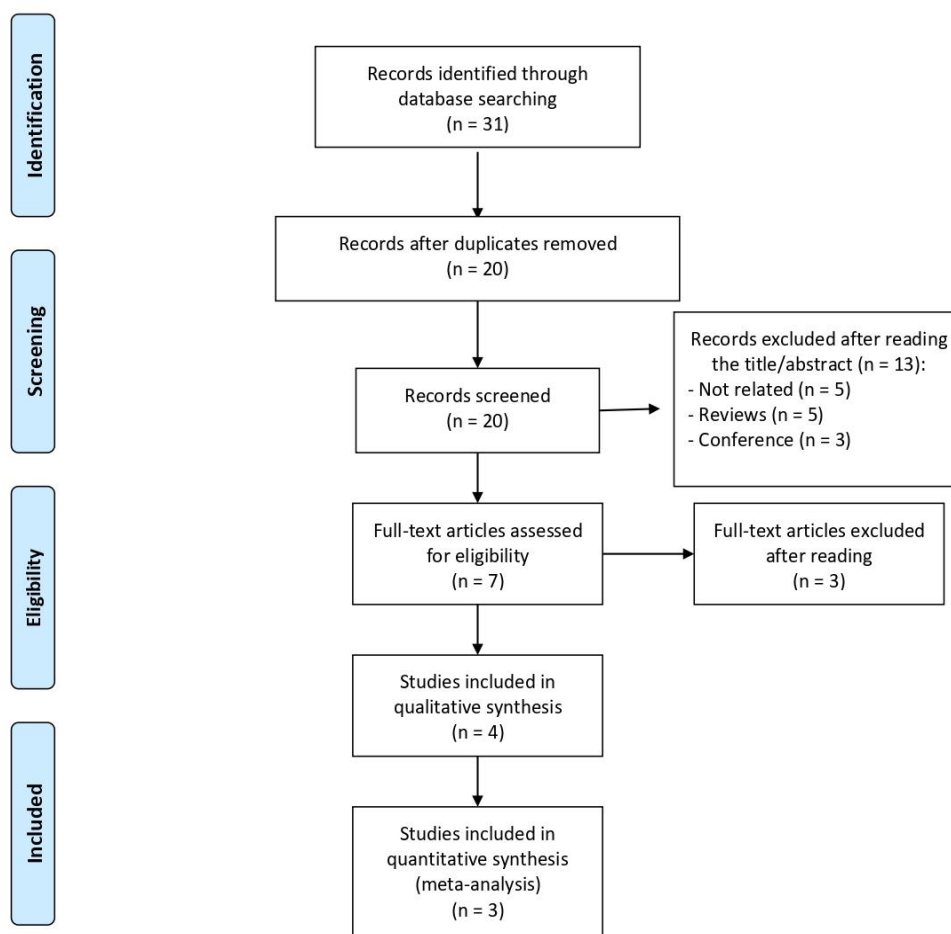 Identification
Records identified through
database searching
(n = 31)
Records after duplicates removed
(n = 20)
Screening
Records screened
(n = 20)
Records excluded after reading
the title/abstract (n = 13):
- Not related (n = 5)
- Reviews (n = 5)
- Conference (n = 3)
Eligibility
Full-text articles assessed
for eligibility
(n = 7)
Full-text articles excluded
after reading
(n = 3)
Studies included in
qualitative synthesis
(n = 4)
Included
Studies included in
quantitative synthesis
(meta-analysis)
(n = 3)